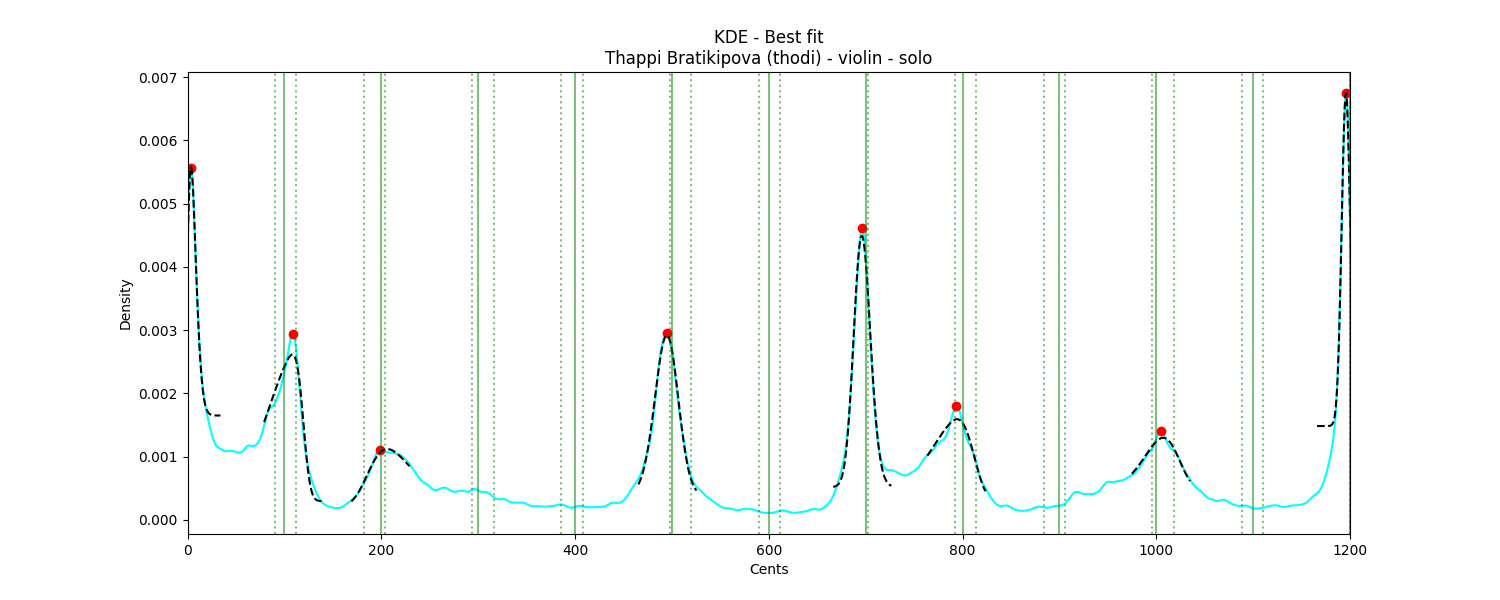 KDE - Best fit
Thappi Bratikipova (thodi) - violin - solo
0.007
0.006
0.005
0.004
0.003
0.002
0.001
0.000
Density
0 200 400 600 800 1000 1200
Cents